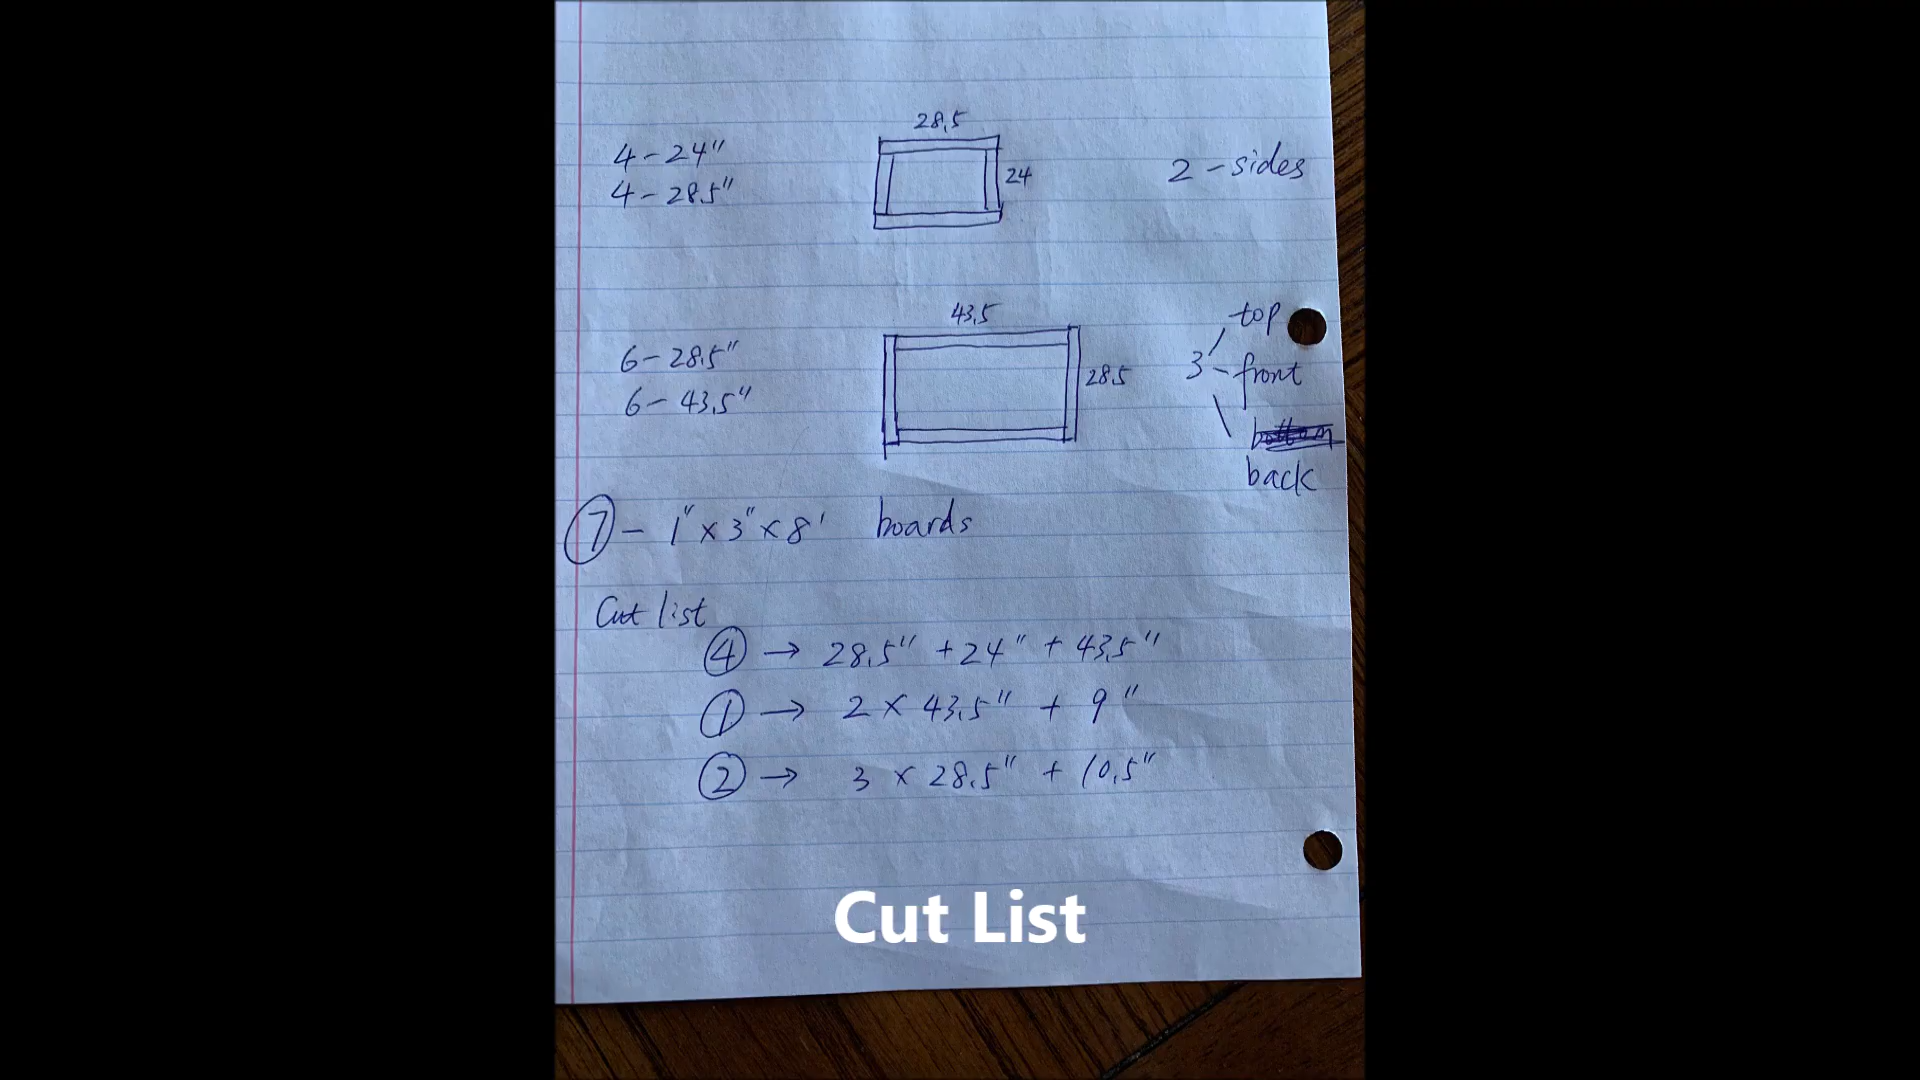 28.5
4 - 24"
24
2 - sides
4 - 28.5"
43.5
top
6 - 28.5"
28.5
3 - front
6 - 43.5"
bottom
back
7 - 1" x 3" x 8' boards
Cut list
4 → 28.5" + 24" + 43.5"
1 → 2 x 43.5" + 9"
2 → 3 x 28.5" + 10.5"
Cut List